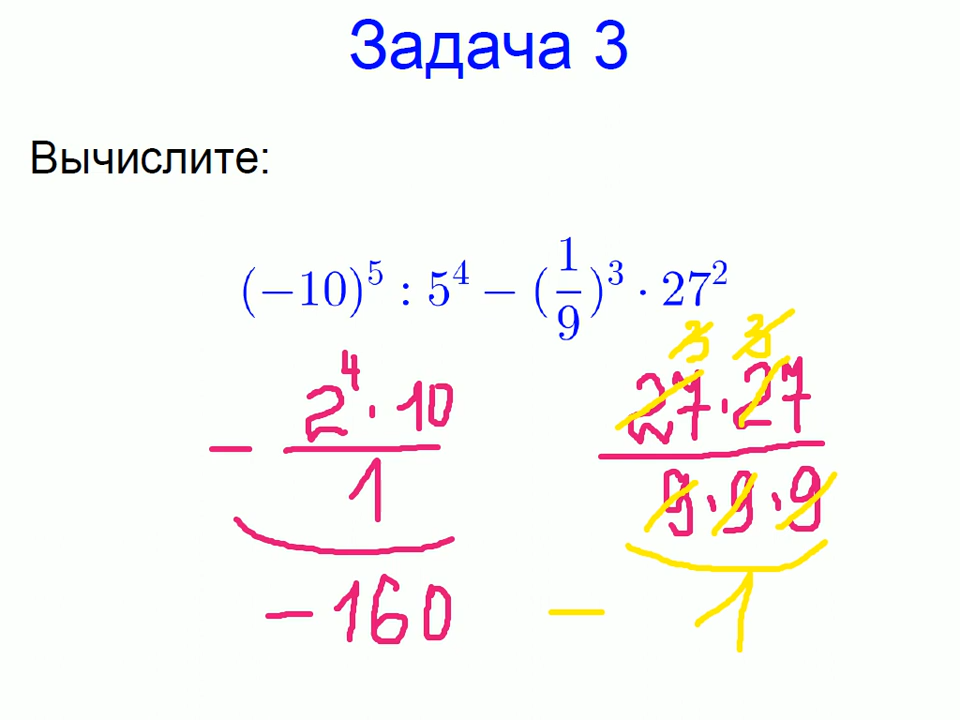 Задача 3
Вычислите:
(−10)⁵ : 5⁴ − (1/9)³ · 27²
3 3
− 2⁴ · 10 / 1
27 · 27 / 9 · 9 · 9
−160 − 1